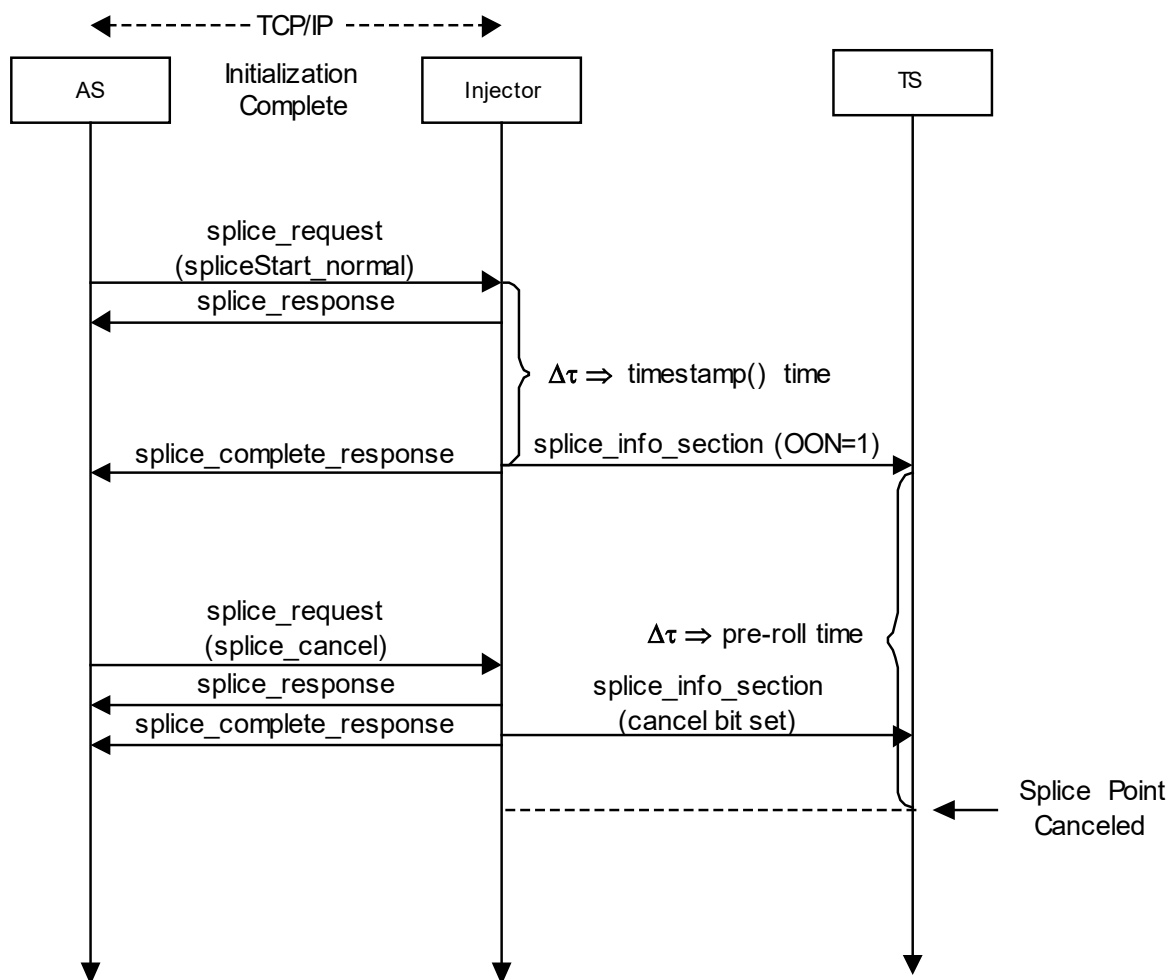 TCP/IP
AS
Initialization
Complete
Injector
TS
splice_request
(spliceStart_normal)
splice_response
Δτ ⇒ timestamp() time
splice_complete_response
splice_info_section (OON=1)
splice_request
(splice_cancel)
Δτ ⇒ pre-roll time
splice_response
splice_info_section
(cancel bit set)
splice_complete_response
Splice Point
Canceled